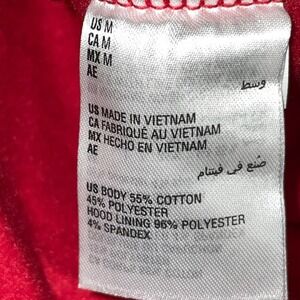 US M
CA M
MX M
AE
وسط
US MADE IN VIETNAM
CA FABRIQUÉ AU VIETNAM
MX HECHO EN VIETNAM
AE
صُنع في فيتنام
US BODY 55% COTTON
45% POLYESTER
HOOD LINING 96% POLYESTER
4% SPANDEX